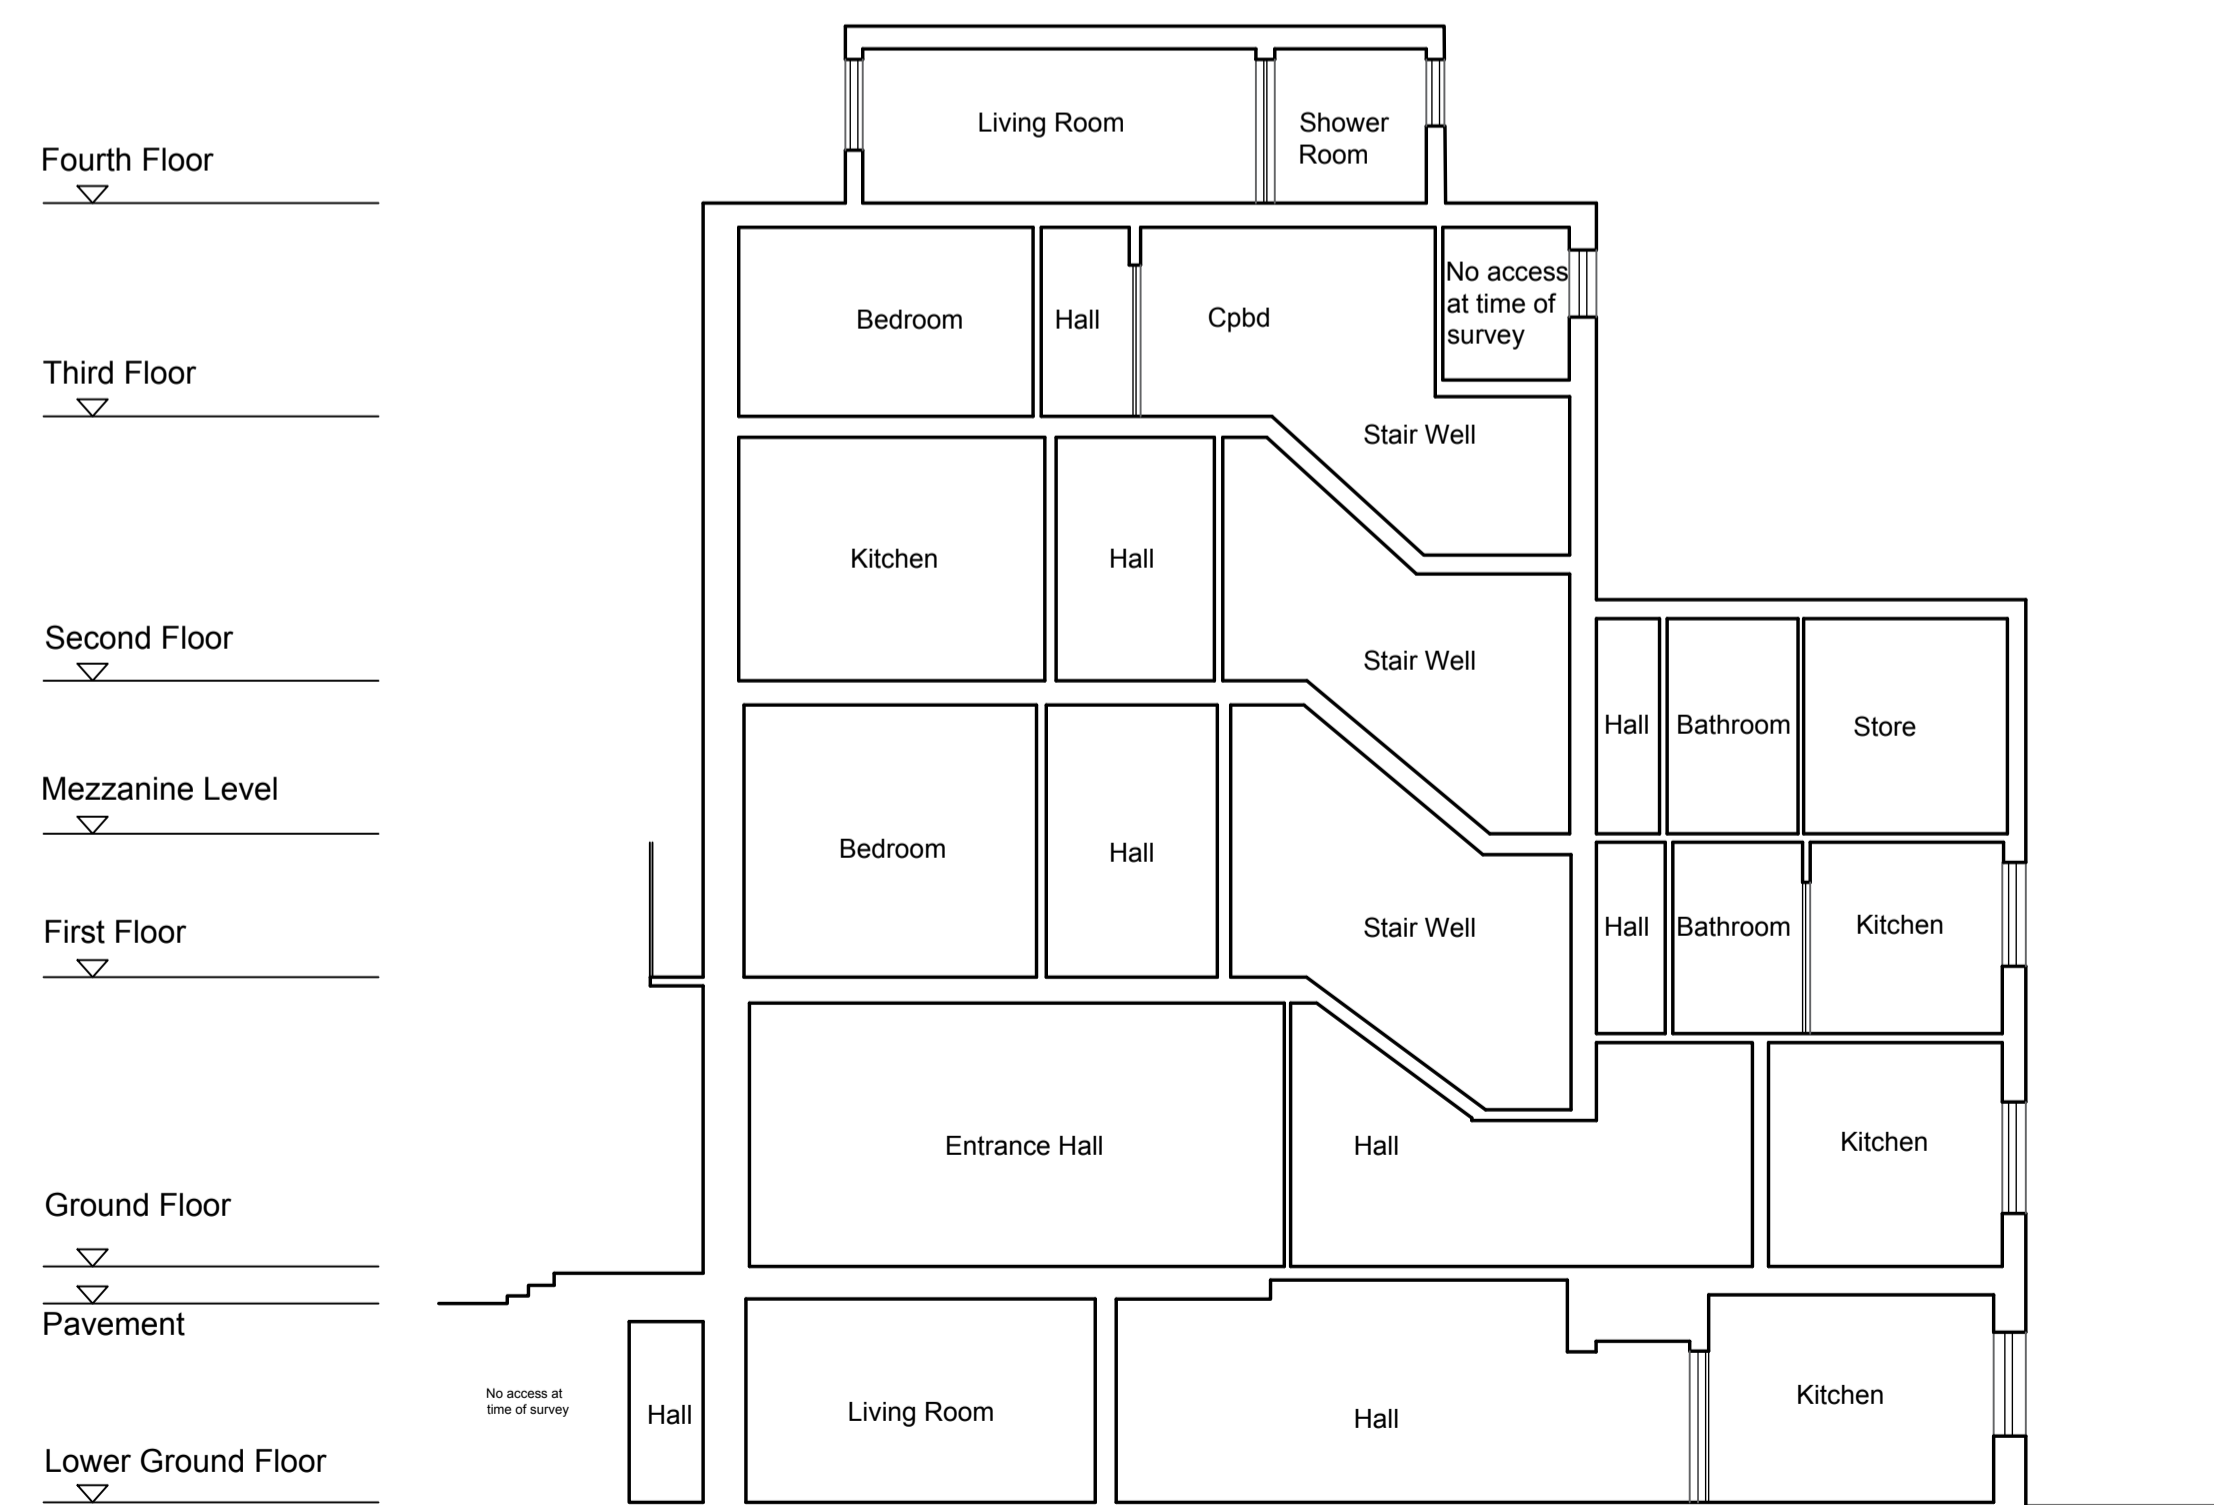 Living Room
Shower
Room
Fourth Floor
Bedroom
Hall
Cpbd
No access
at time of
survey
Third Floor
Stair Well
Kitchen
Hall
Second Floor
Stair Well
Hall
Bathroom
Store
Mezzanine Level
Bedroom
Hall
First Floor
Stair Well
Hall
Bathroom
Kitchen
Entrance Hall
Hall
Kitchen
Ground Floor
Pavement
No access at
time of survey
Hall
Living Room
Hall
Kitchen
Lower Ground Floor